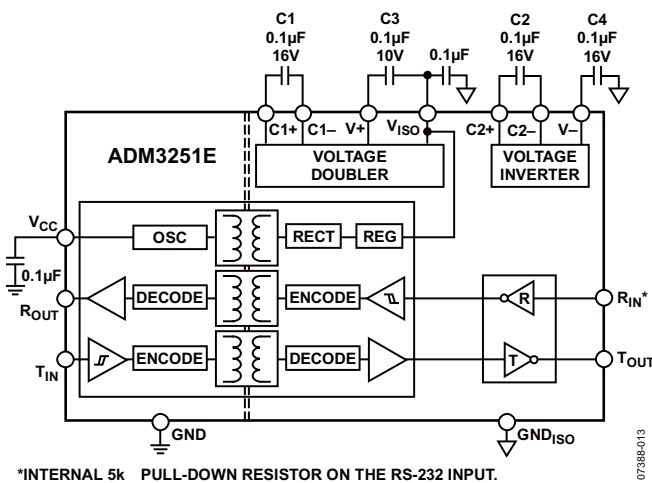 C1
0.1µF
16V
C3
0.1µF
10V
0.1µF
C2
0.1µF
16V
C4
0.1µF
16V
C1+ C1– V+ VISO C2+ C2– V–
ADM3251E
VOLTAGE
DOUBLER
VOLTAGE
INVERTER
VCC
OSC RECT REG
0.1µF
ROUT
DECODE ENCODE R RIN*
TIN
ENCODE DECODE T TOUT
GND GNDISO
*INTERNAL 5k PULL-DOWN RESISTOR ON THE RS-232 INPUT.
07388-013